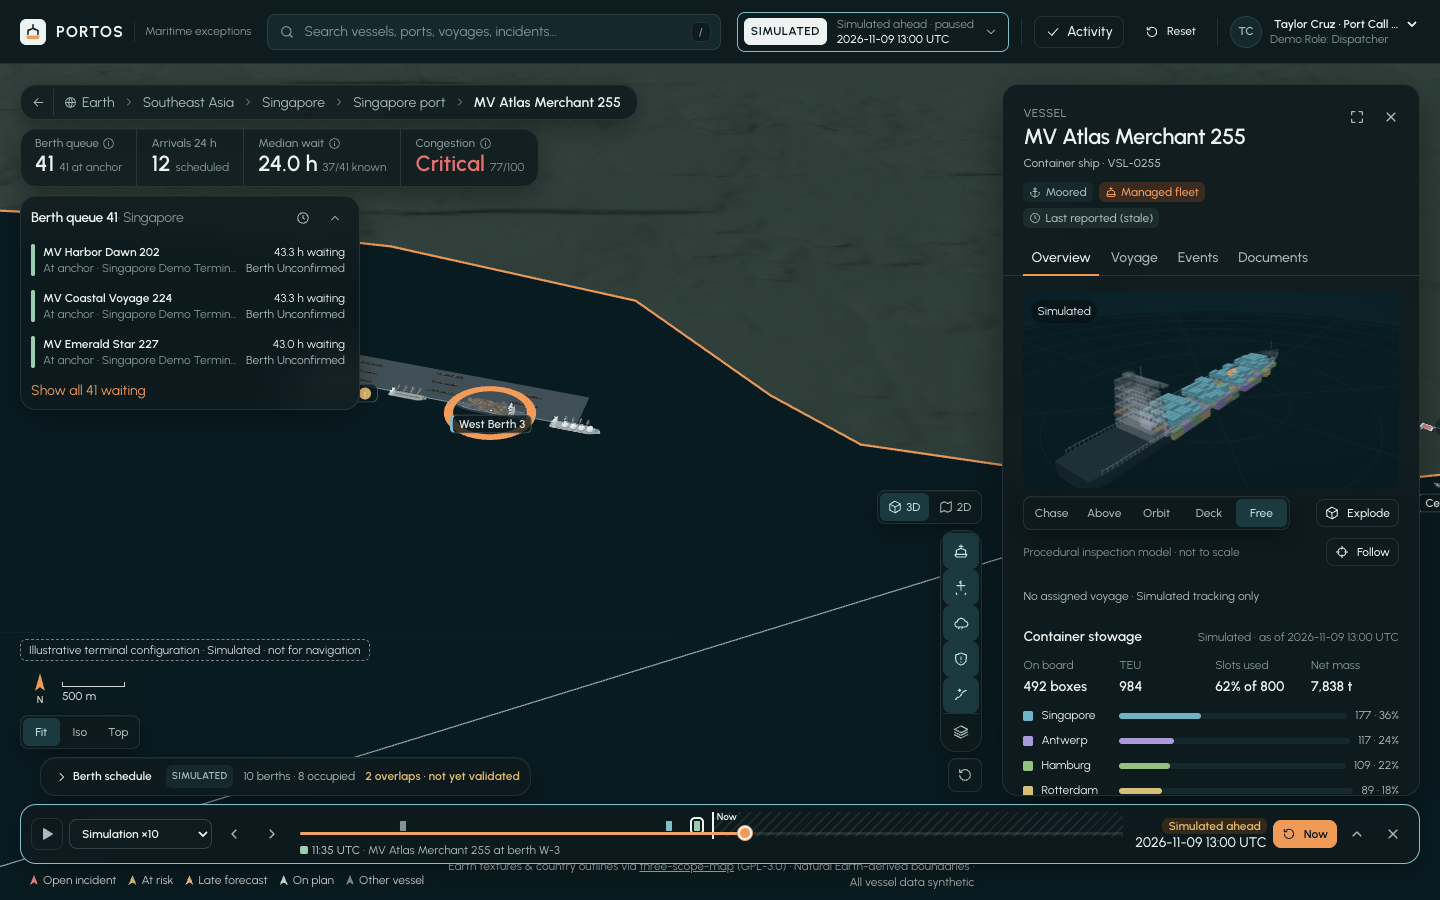 PORTOS
Maritime exceptions
Search vessels, ports, voyages, incidents...
/
SIMULATED
Simulated ahead · paused
2026-11-09 13:00 UTC
Activity
Reset
TC
Taylor Cruz · Port Call ...
Demo Role: Dispatcher
Earth
Southeast Asia
Singapore
Singapore port
MV Atlas Merchant 255
Berth queue
41 41 at anchor
Arrivals 24 h
12 scheduled
Median wait
24.0 h 37/41 known
Congestion
Critical 77/100
Berth queue 41 Singapore
MV Harbor Dawn 202 43.3 h waiting
At anchor · Singapore Demo Termin... Berth Unconfirmed
MV Coastal Voyage 224 43.3 h waiting
At anchor · Singapore Demo Termin... Berth Unconfirmed
MV Emerald Star 227 43.0 h waiting
At anchor · Singapore Demo Termin... Berth Unconfirmed
Show all 41 waiting
West Berth 3
Ce
3D
2D
VESSEL
MV Atlas Merchant 255
Container ship · VSL-0255
Moored
Managed fleet
Last reported (stale)
Overview Voyage Events Documents
Simulated
Chase Above Orbit Deck Free
Explode
Procedural inspection model · not to scale
Follow
No assigned voyage · Simulated tracking only
Container stowage Simulated · as of 2026-11-09 13:00 UTC
On board TEU Slots used Net mass
492 boxes 984 62% of 800 7,838 t
Singapore 177 · 36%
Antwerp 117 · 24%
Hamburg 109 · 22%
Rotterdam 89 · 18%
Illustrative terminal configuration · Simulated · not for navigation
N
500 m
Fit Iso Top
Berth schedule SIMULATED 10 berths · 8 occupied 2 overlaps · not yet validated
Simulation ×10
Now
11:35 UTC · MV Atlas Merchant 255 at berth W-3
Simulated ahead
2026-11-09 13:00 UTC
Now
Earth textures & country outlines via three-scope-map (GPL-3.0) · Natural Earth-derived boundaries ·
All vessel data synthetic
Open incident At risk Late forecast On plan Other vessel